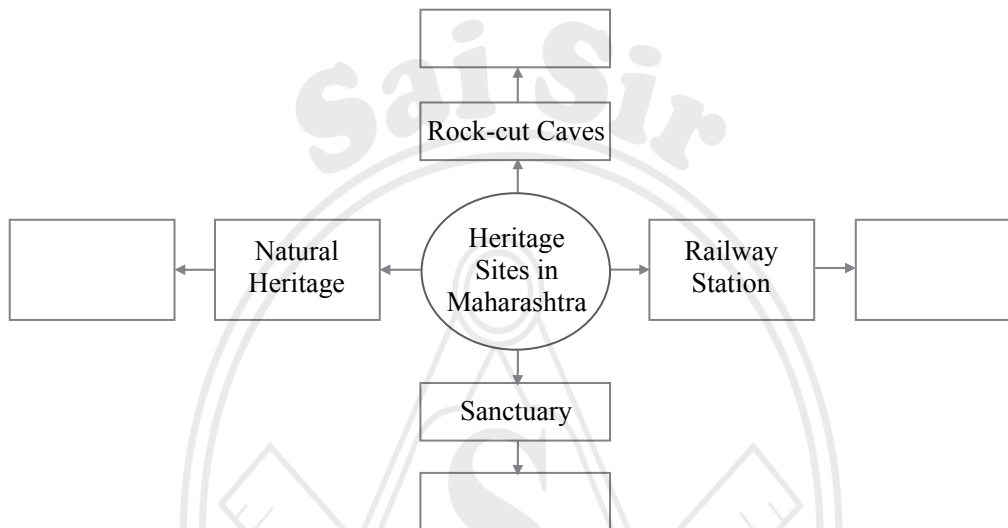 Sai Sir
Rock-cut Caves
Natural
Heritage
Heritage
Sites in
Maharashtra
Railway
Station
Sanctuary
S